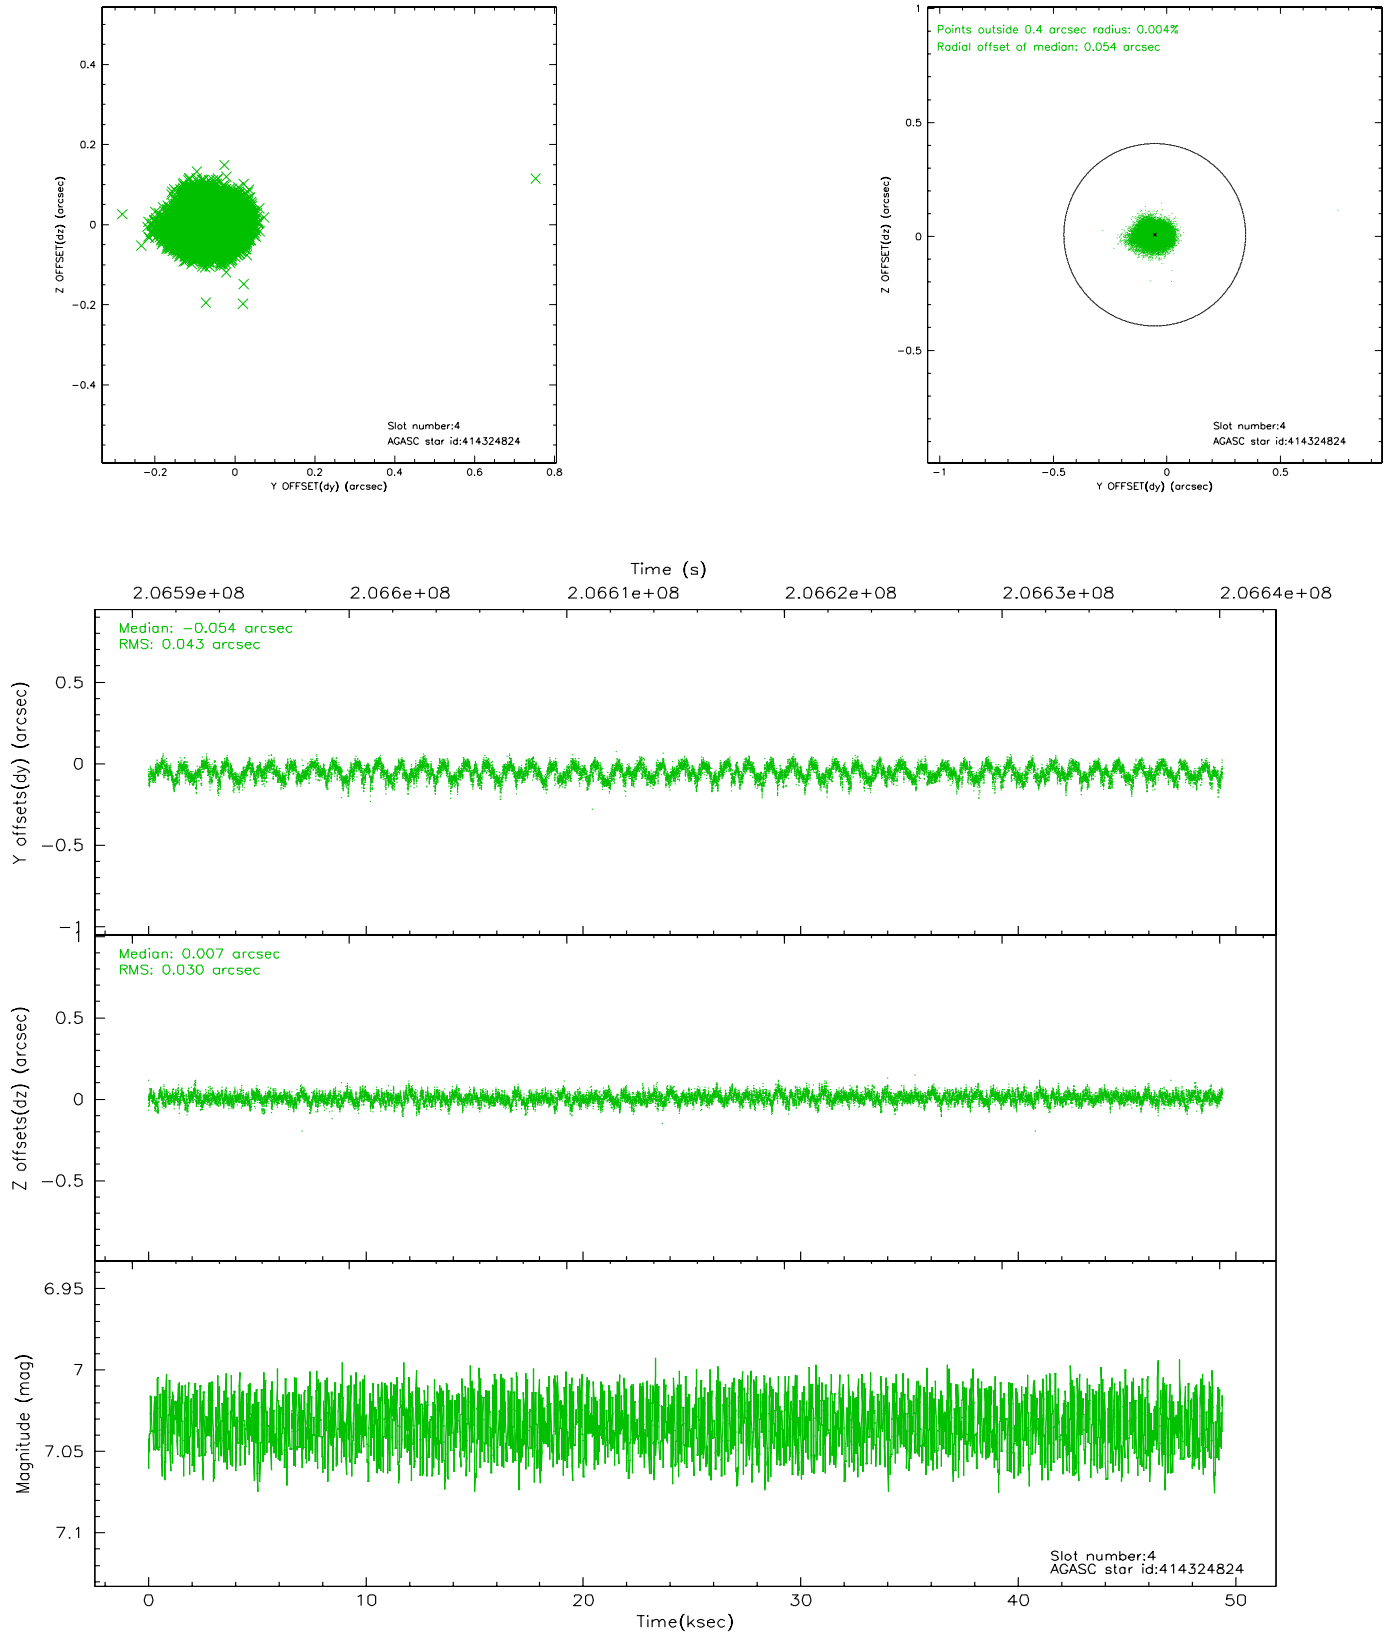 0.4
0.2
0
-0.2
-0.4
Z OFFSET(dz) (arcsec)
Slot number:4
AGASC star id:414324824
-0.2 0 0.2 0.4 0.6 0.8
Y OFFSET(dy) (arcsec)
Points outside 0.4 arcsec radius: 0.004%
Radial offset of median: 0.054 arcsec
1
0.5
0
-0.5
Z OFFSET(dz) (arcsec)
Slot number:4
AGASC star id:414324824
-1 -0.5 0 0.5
Y OFFSET(dy) (arcsec)
Time (s)
2.0659e+08 2.066e+08 2.0661e+08 2.0662e+08 2.0663e+08 2.0664e+08
Median: -0.054 arcsec
RMS: 0.043 arcsec
0.5
0
-0.5
-1
Y offsets(dy) (arcsec)
Median: 0.007 arcsec
RMS: 0.030 arcsec
1
0.5
0
-0.5
Z offsets(dz) (arcsec)
6.95
7
7.05
7.1
Magnitude (mag)
Slot number:4
AGASC star id:414324824
0 10 20 30 40 50
Time(ksec)